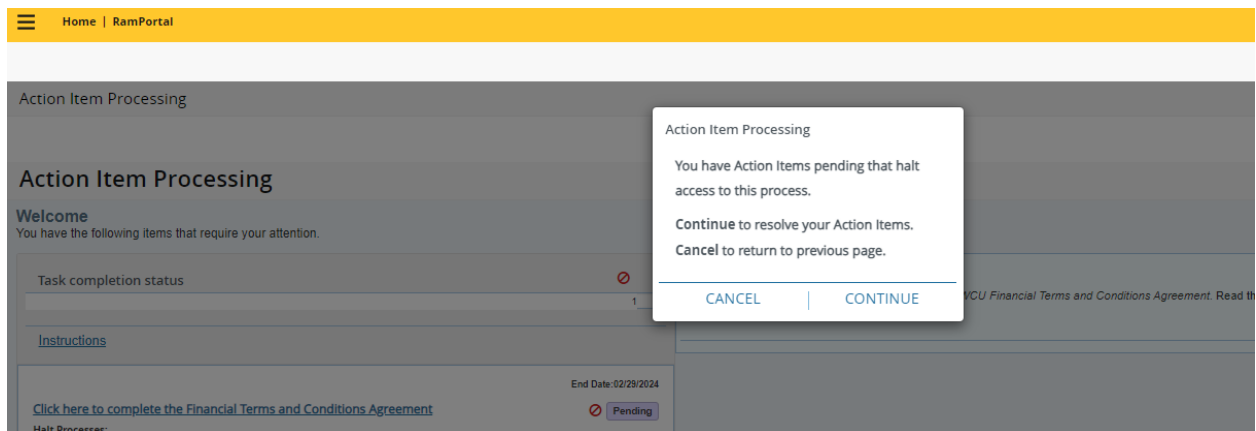 Home | RamPortal
Action Item Processing
Action Item Processing
Welcome
You have the following items that require your attention.
Task completion status
1
Instructions
End Date:02/29/2024
Click here to complete the Financial Terms and Conditions Agreement
Pending
Halt Processes:
Action Item Processing
You have Action Items pending that halt
access to this process.
Continue to resolve your Action Items.
Cancel to return to previous page.
CANCEL | CONTINUE
VCU Financial Terms and Conditions Agreement. Read th